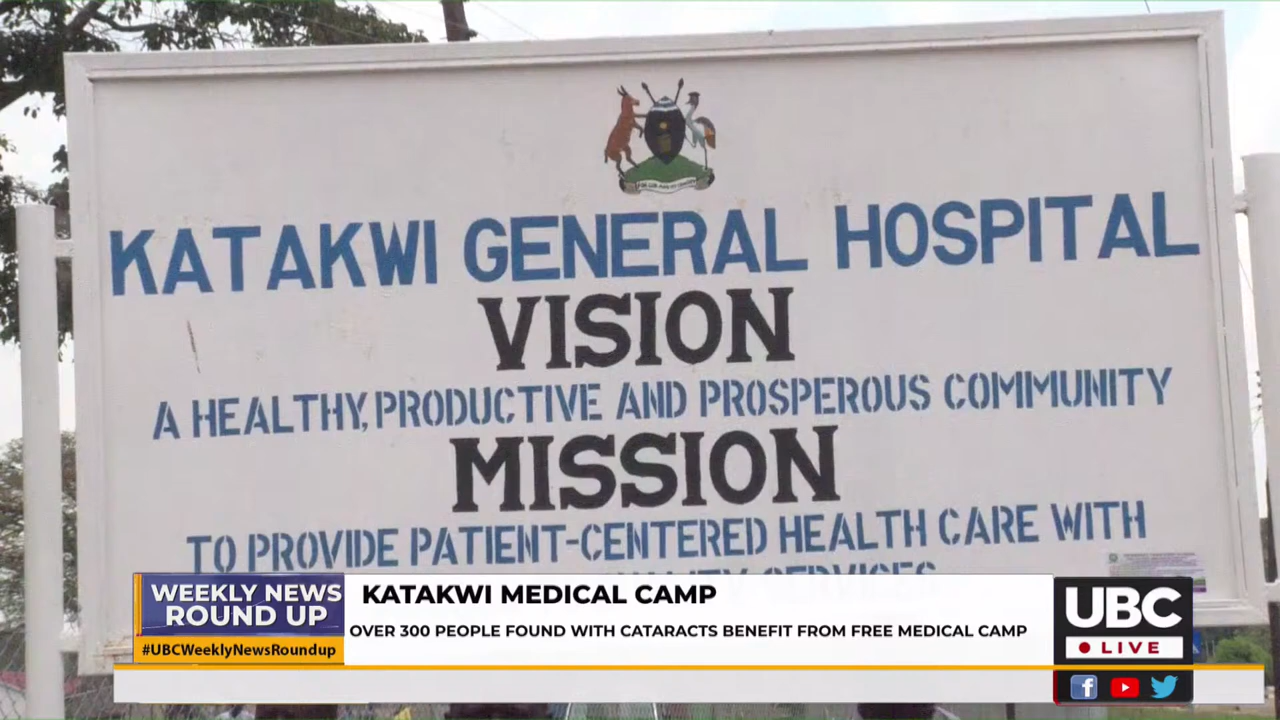 KATAKWI GENERAL HOSPITAL
VISION
A HEALTHY, PRODUCTIVE AND PROSPEROUS COMMUNITY
MISSION
TO PROVIDE PATIENT-CENTERED HEALTH CARE WITH
SERVICES
WEEKLY NEWS
ROUND UP
#UBCWeeklyNewsRoundup
KATAKWI MEDICAL CAMP
OVER 300 PEOPLE FOUND WITH CATARACTS BENEFIT FROM FREE MEDICAL CAMP
UBC
LIVE